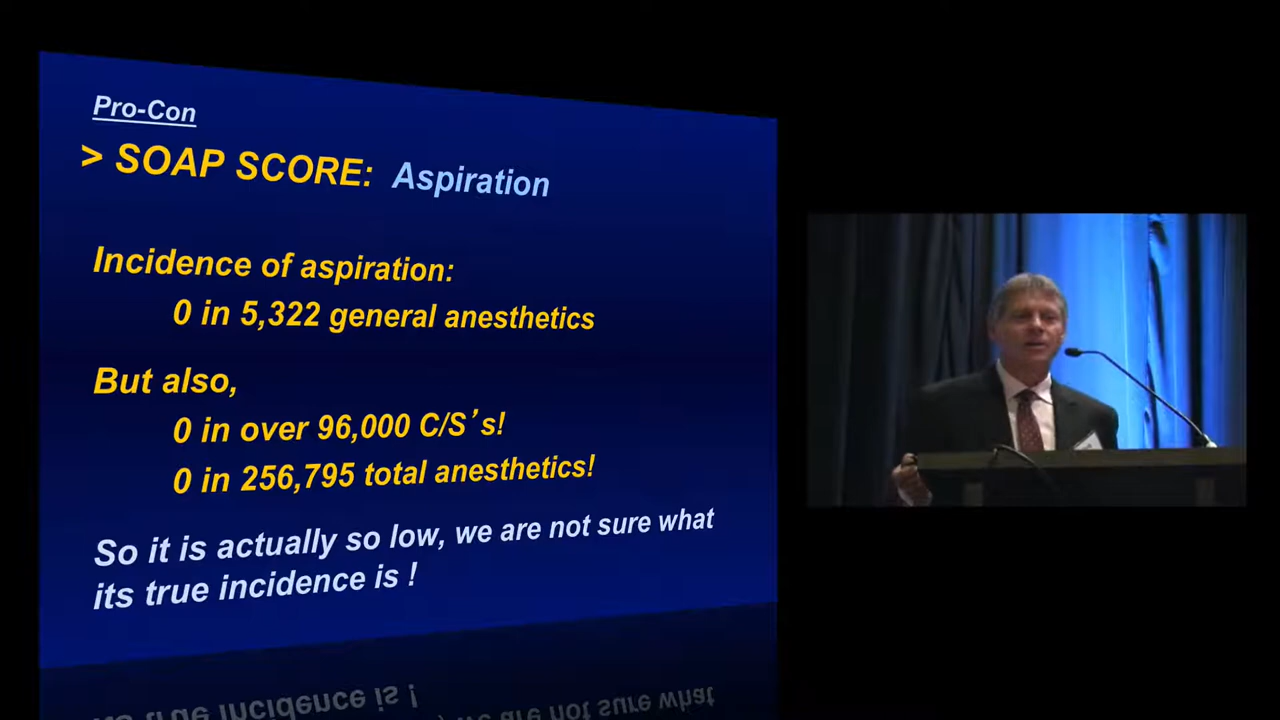 Pro-Con
> SOAP SCORE: Aspiration
Incidence of aspiration:
0 in 5,322 general anesthetics
But also,
0 in over 96,000 C/S's!
0 in 256,795 total anesthetics!
So it is actually so low, we are not sure what
its true incidence is !